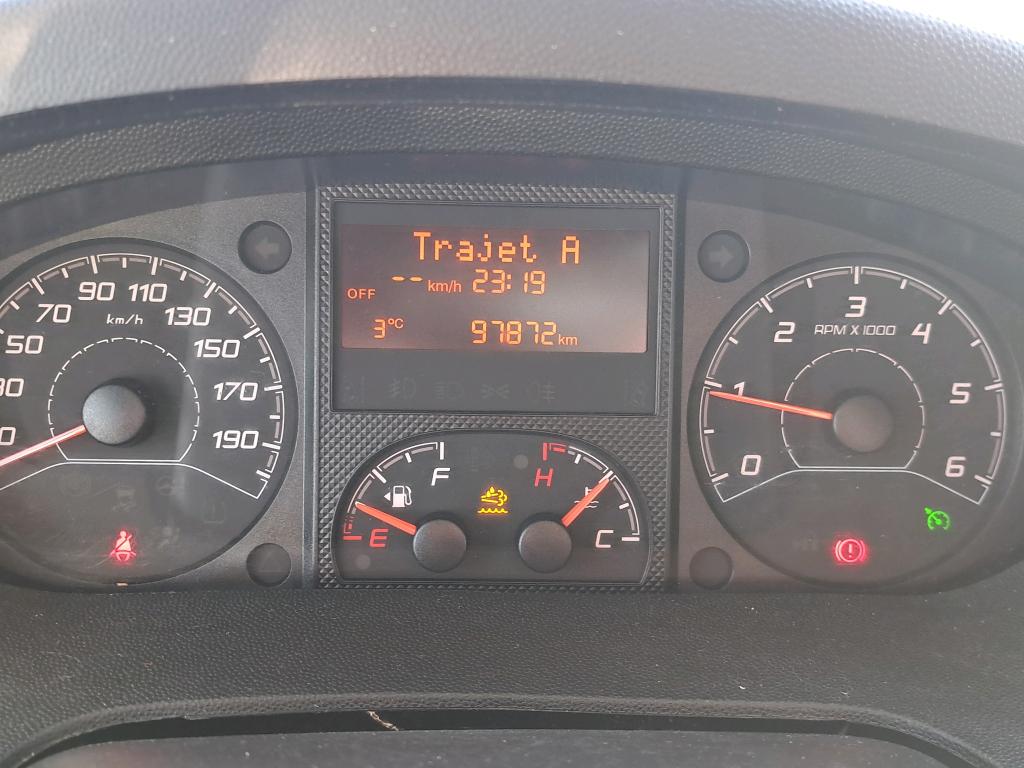 Trajet A
-- km/h 23:19
OFF
3°C 97872 km
50 70 90 110 130 150 170 190
km/h
0 1 2 3 4 5 6
RPM X 1000
F E
H C